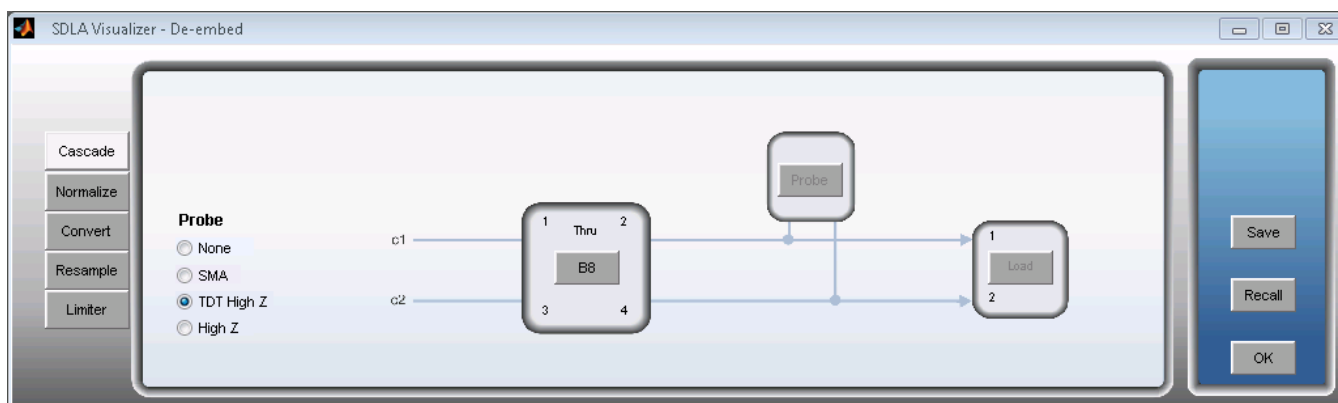 SDLA Visualizer - De-embed
Cascade
Normalize
Convert
Resample
Limiter
Probe
None
SMA
TDT High Z
High Z
c1
c2
1 Thru 2
B8
3 4
Probe
1
Load
2
Save
Recall
OK